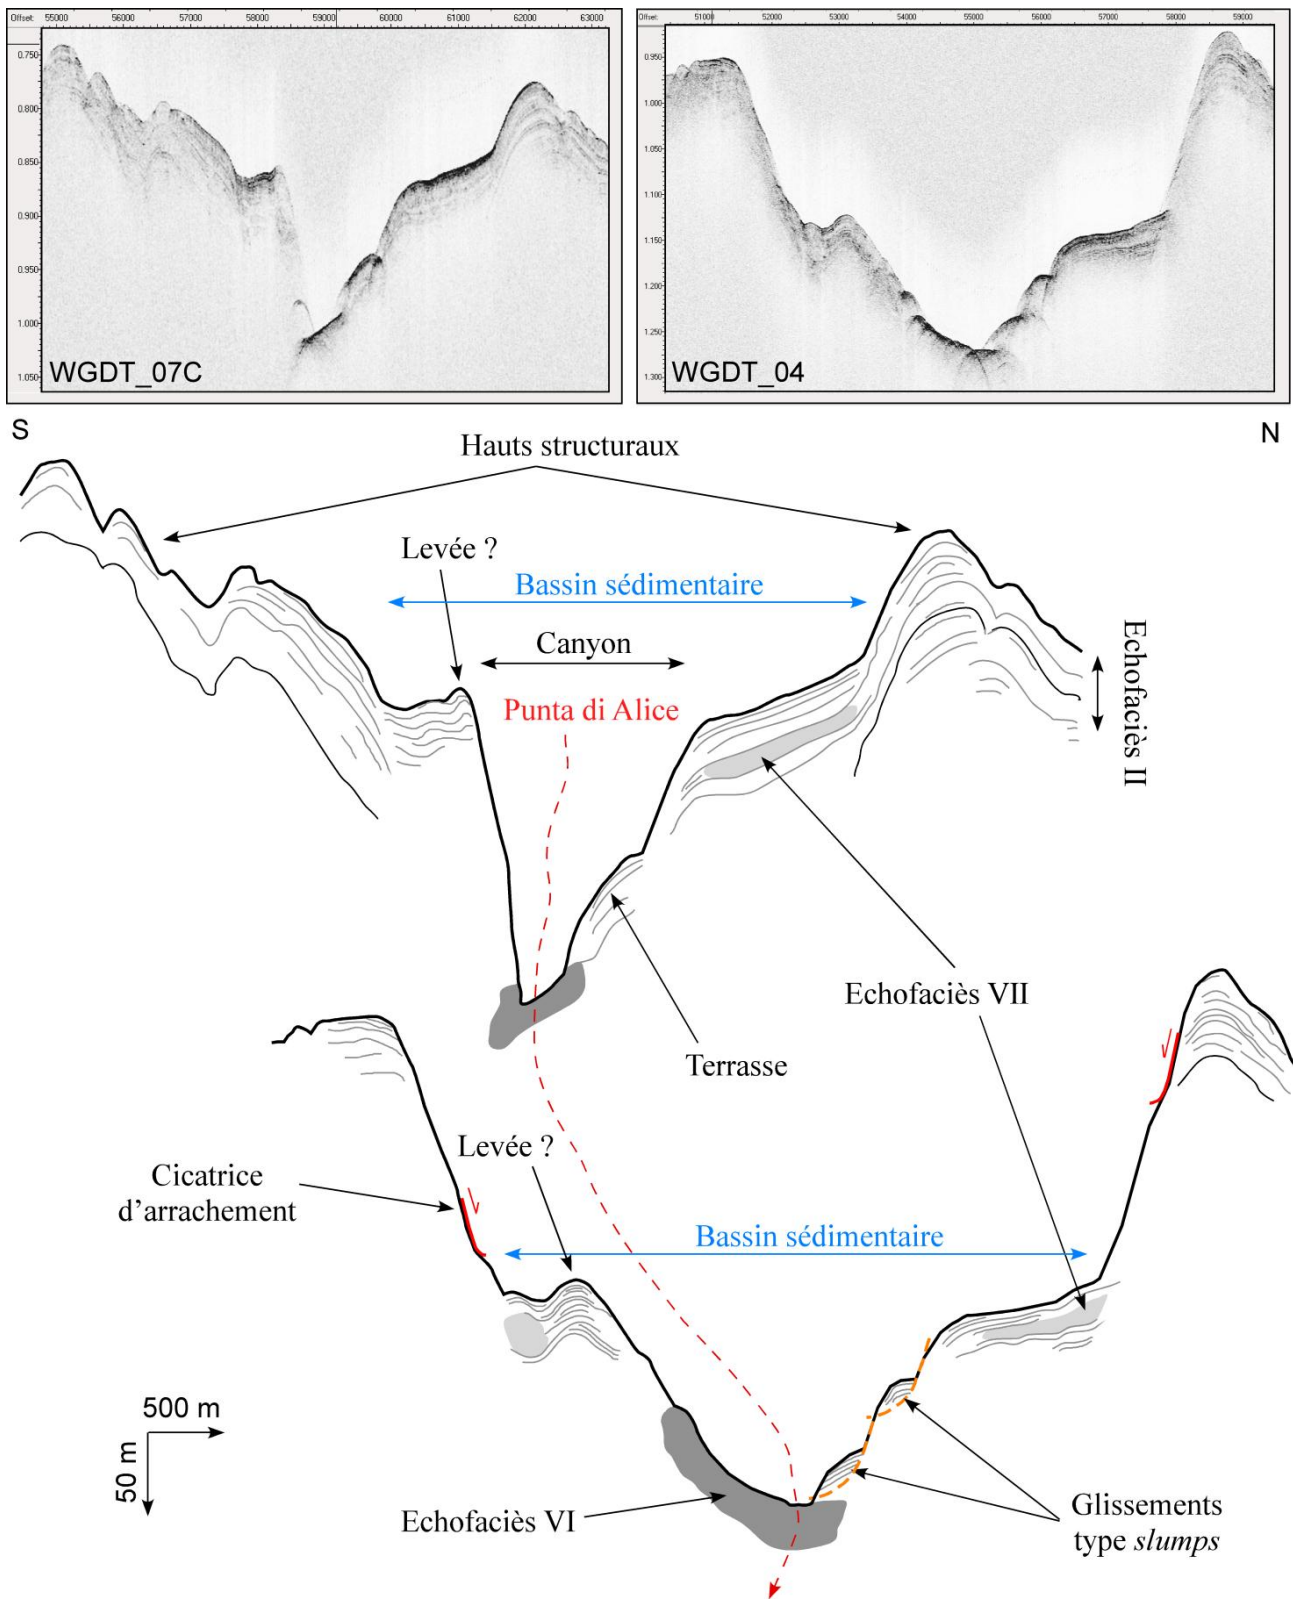 Offset: 55000 56000 57000 58000 59000 60000 61000 62000 63000
0.750
0.800
0.850
0.900
0.950
1.000
1.050
WGDT_07C
Offset: 51000 52000 53000 54000 55000 56000 57000 58000 59000
0.950
1.000
1.050
1.100
1.150
1.200
1.250
1.300
WGDT_04
S
N
Hauts structuraux
Levée ?
Bassin sédimentaire
Canyon
Punta di Alice
Echofaciès II
Echofaciès VII
Terrasse
Levée ?
Cicatrice
d'arrachement
Bassin sédimentaire
500 m
50 m
Echofaciès VI
Glissements
type slumps